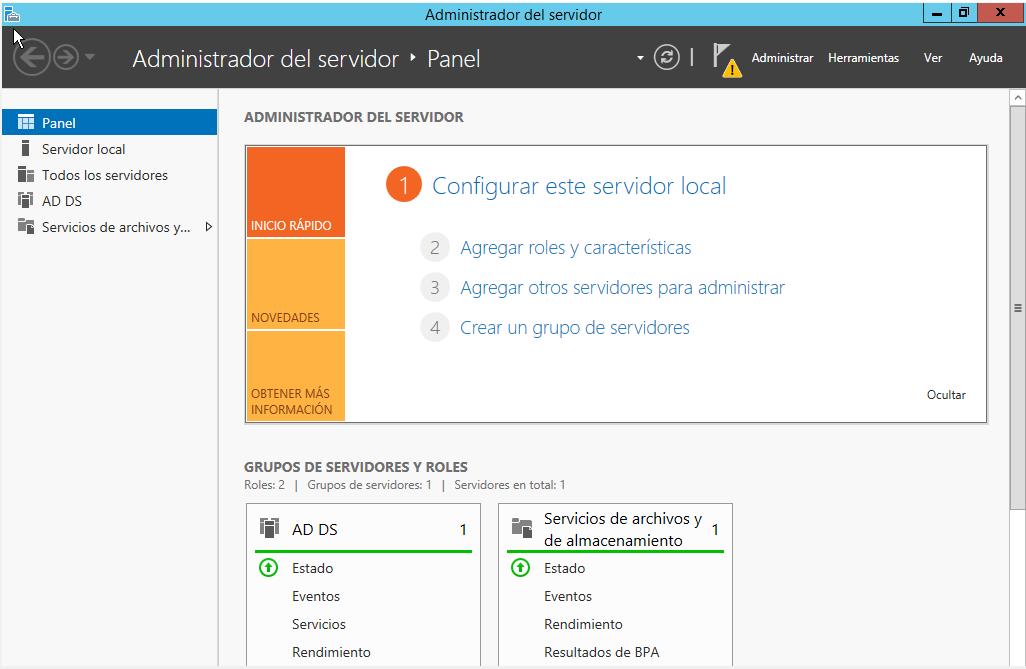 Administrador del servidor
Administrador del servidor ‣ Panel
Administrar Herramientas Ver Ayuda
Panel
Servidor local
Todos los servidores
AD DS
Servicios de archivos y...
ADMINISTRADOR DEL SERVIDOR
INICIO RÁPIDO
NOVEDADES
OBTENER MÁS
INFORMACIÓN
1 Configurar este servidor local
2 Agregar roles y características
3 Agregar otros servidores para administrar
4 Crear un grupo de servidores
Ocultar
GRUPOS DE SERVIDORES Y ROLES
Roles: 2 | Grupos de servidores: 1 | Servidores en total: 1
AD DS 1
Estado
Eventos
Servicios
Rendimiento
Servicios de archivos y
de almacenamiento 1
Estado
Eventos
Rendimiento
Resultados de BPA